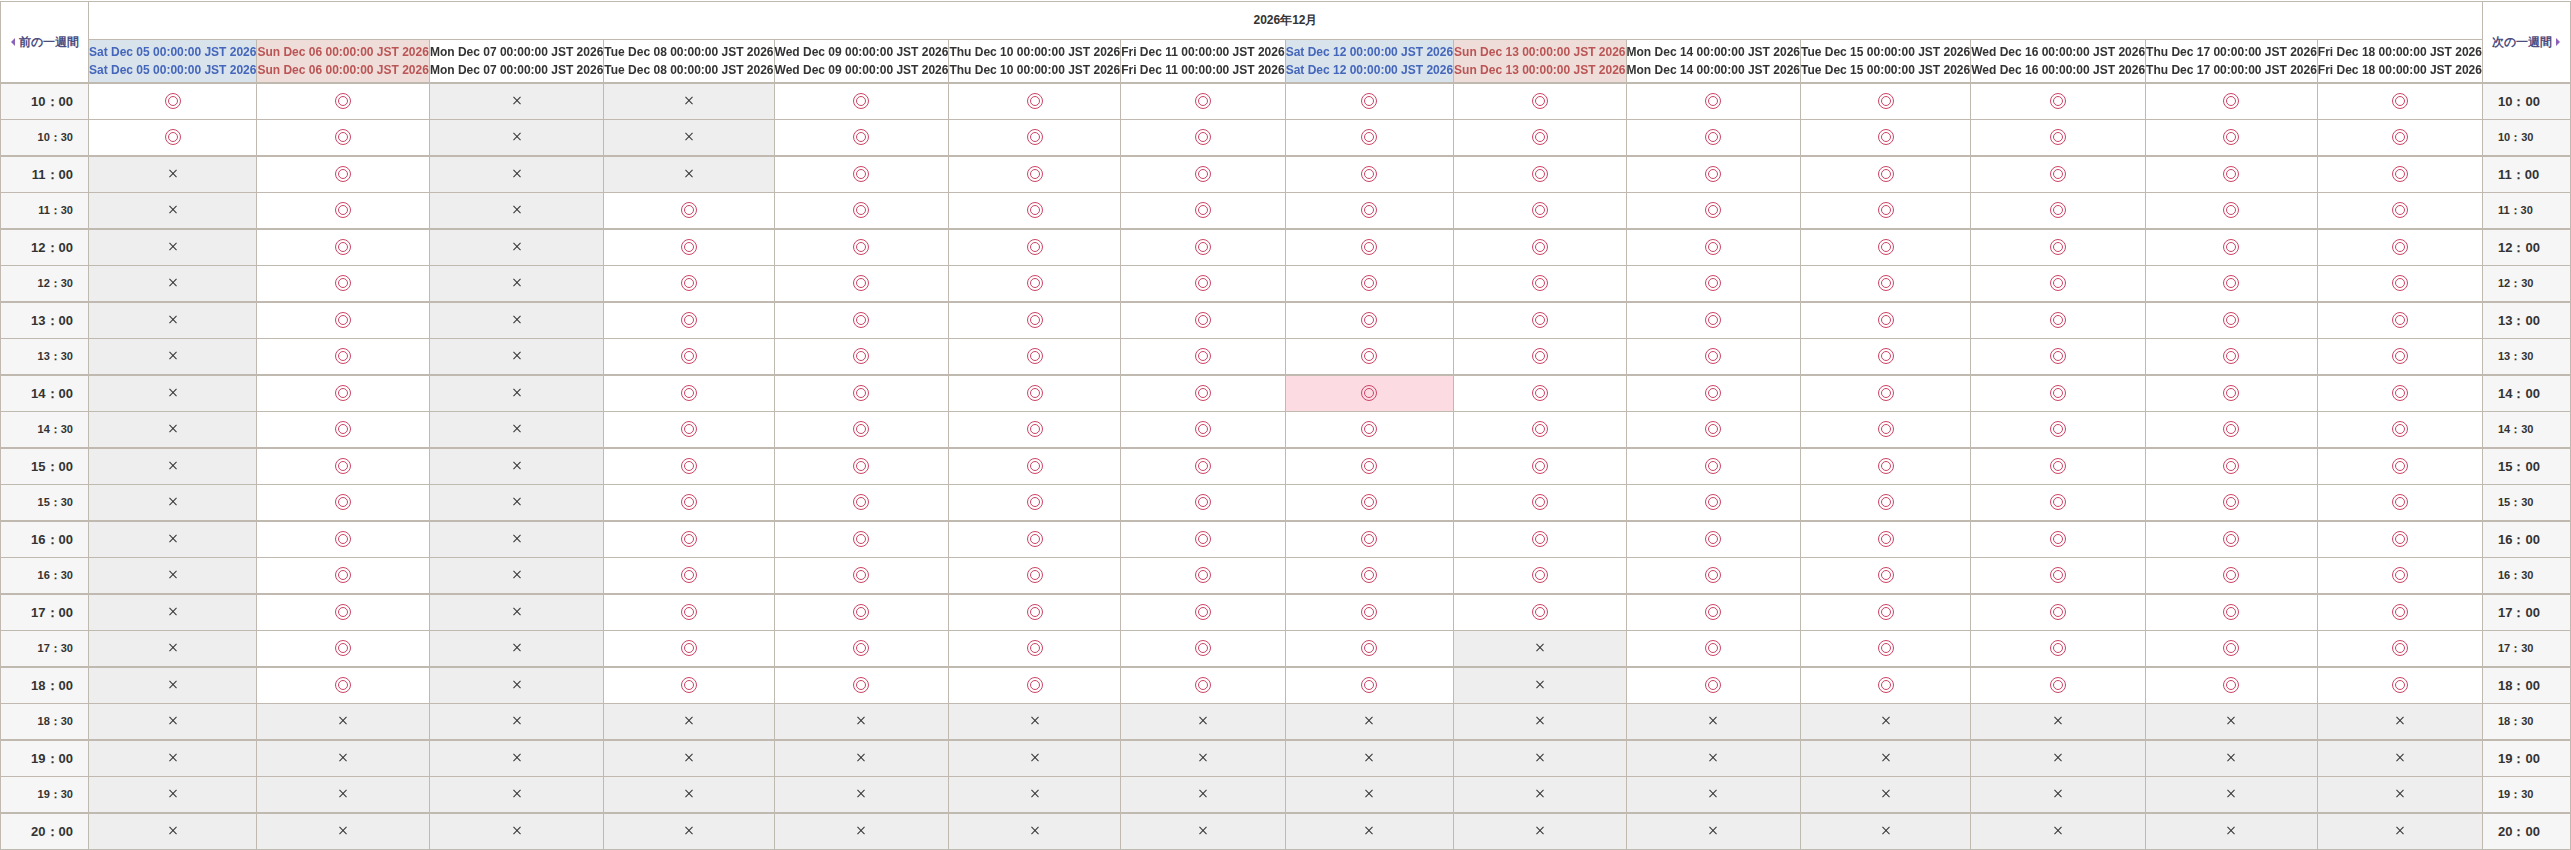 2026年12月
前の一週間
次の一週間
Sat Dec 05 00:00:00 JST 2026 Sun Dec 06 00:00:00 JST 2026 Mon Dec 07 00:00:00 JST 2026 Tue Dec 08 00:00:00 JST 2026 Wed Dec 09 00:00:00 JST 2026 Thu Dec 10 00:00:00 JST 2026 Fri Dec 11 00:00:00 JST 2026 Sat Dec 12 00:00:00 JST 2026 Sun Dec 13 00:00:00 JST 2026 Mon Dec 14 00:00:00 JST 2026 Tue Dec 15 00:00:00 JST 2026 Wed Dec 16 00:00:00 JST 2026 Thu Dec 17 00:00:00 JST 2026 Fri Dec 18 00:00:00 JST 2026
Sat Dec 05 00:00:00 JST 2026 Sun Dec 06 00:00:00 JST 2026 Mon Dec 07 00:00:00 JST 2026 Tue Dec 08 00:00:00 JST 2026 Wed Dec 09 00:00:00 JST 2026 Thu Dec 10 00:00:00 JST 2026 Fri Dec 11 00:00:00 JST 2026 Sat Dec 12 00:00:00 JST 2026 Sun Dec 13 00:00:00 JST 2026 Mon Dec 14 00:00:00 JST 2026 Tue Dec 15 00:00:00 JST 2026 Wed Dec 16 00:00:00 JST 2026 Thu Dec 17 00:00:00 JST 2026 Fri Dec 18 00:00:00 JST 2026
10：00 ◎ ◎ × × ◎ ◎ ◎ ◎ ◎ ◎ ◎ ◎ ◎ ◎ 10：00
10：30 ◎ ◎ × × ◎ ◎ ◎ ◎ ◎ ◎ ◎ ◎ ◎ ◎ 10：30
11：00 × ◎ × × ◎ ◎ ◎ ◎ ◎ ◎ ◎ ◎ ◎ ◎ 11：00
11：30 × ◎ × ◎ ◎ ◎ ◎ ◎ ◎ ◎ ◎ ◎ ◎ ◎ 11：30
12：00 × ◎ × ◎ ◎ ◎ ◎ ◎ ◎ ◎ ◎ ◎ ◎ ◎ 12：00
12：30 × ◎ × ◎ ◎ ◎ ◎ ◎ ◎ ◎ ◎ ◎ ◎ ◎ 12：30
13：00 × ◎ × ◎ ◎ ◎ ◎ ◎ ◎ ◎ ◎ ◎ ◎ ◎ 13：00
13：30 × ◎ × ◎ ◎ ◎ ◎ ◎ ◎ ◎ ◎ ◎ ◎ ◎ 13：30
14：00 × ◎ × ◎ ◎ ◎ ◎ ◎ ◎ ◎ ◎ ◎ ◎ ◎ 14：00
14：30 × ◎ × ◎ ◎ ◎ ◎ ◎ ◎ ◎ ◎ ◎ ◎ ◎ 14：30
15：00 × ◎ × ◎ ◎ ◎ ◎ ◎ ◎ ◎ ◎ ◎ ◎ ◎ 15：00
15：30 × ◎ × ◎ ◎ ◎ ◎ ◎ ◎ ◎ ◎ ◎ ◎ ◎ 15：30
16：00 × ◎ × ◎ ◎ ◎ ◎ ◎ ◎ ◎ ◎ ◎ ◎ ◎ 16：00
16：30 × ◎ × ◎ ◎ ◎ ◎ ◎ ◎ ◎ ◎ ◎ ◎ ◎ 16：30
17：00 × ◎ × ◎ ◎ ◎ ◎ ◎ ◎ ◎ ◎ ◎ ◎ ◎ 17：00
17：30 × ◎ × ◎ ◎ ◎ ◎ ◎ × ◎ ◎ ◎ ◎ ◎ 17：30
18：00 × ◎ × ◎ ◎ ◎ ◎ ◎ × ◎ ◎ ◎ ◎ ◎ 18：00
18：30 × × × × × × × × × × × × × × 18：30
19：00 × × × × × × × × × × × × × × 19：00
19：30 × × × × × × × × × × × × × × 19：30
20：00 × × × × × × × × × × × × × × 20：00